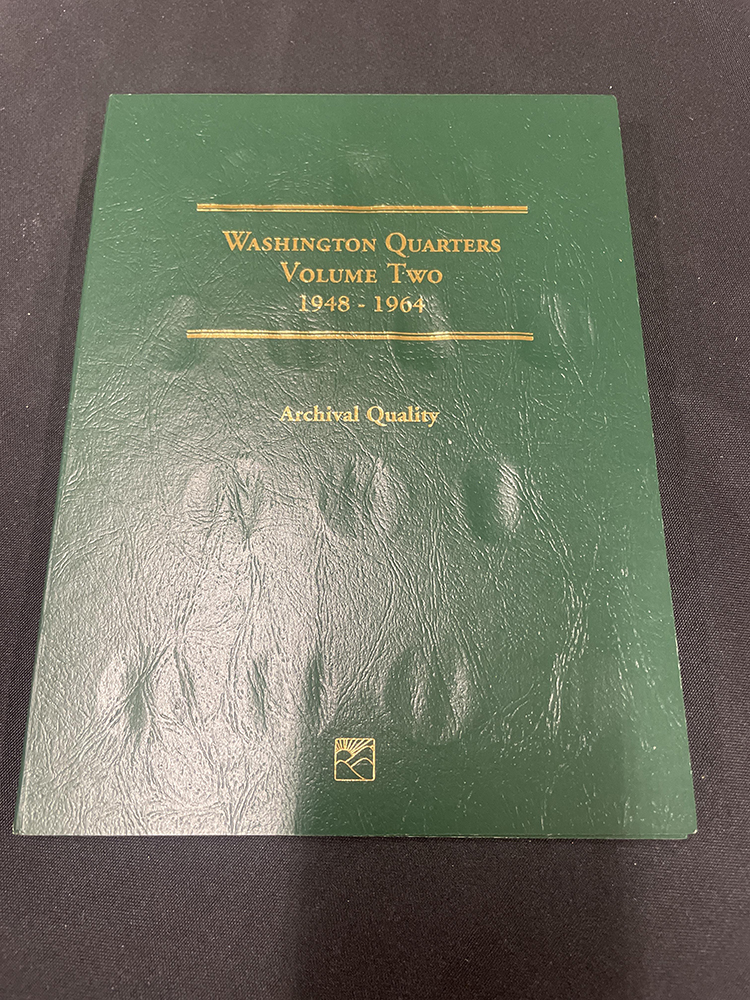 Washington Quarters
Volume Two
1948 - 1964
Archival Quality